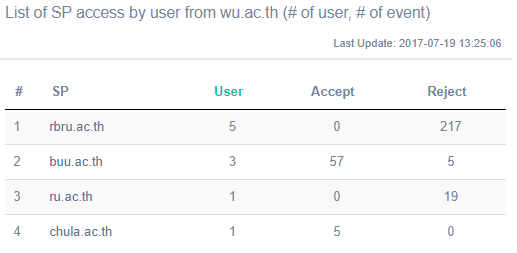 List of SP access by user from wu.ac.th (# of user, # of event)
Last Update: 2017-07-19 13:25:06
# SP User Accept Reject
1 rbru.ac.th 5 0 217
2 buu.ac.th 3 57 5
3 ru.ac.th 1 0 19
4 chula.ac.th 1 5 0